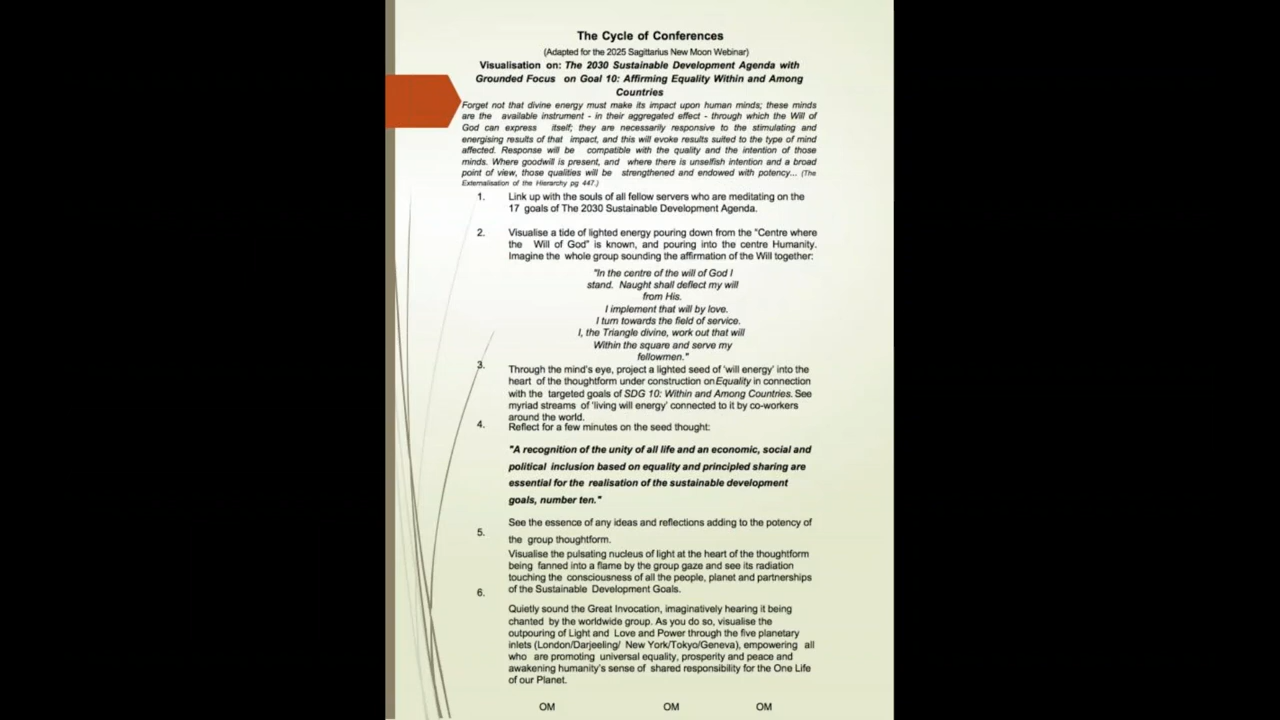 The Cycle of Conferences
(Adapted for the 2025 Sagittarius New Moon Webinar)
Visualisation on: The 2030 Sustainable Development Agenda with
Grounded Focus on Goal 10: Affirming Equality Within and Among
Countries
Forget not that divine energy must make its impact upon human minds; these minds
are the available instrument - in their aggregated effect - through which the Will of
God can express itself; they are necessarily responsive to the stimulating and
energising results of that impact, and this will evoke results suited to the type of mind
affected. Response will be compatible with the quality and the intention of those
minds. Where goodwill is present, and where there is unselfish intention and a broad
point of view, those qualities will be strengthened and endowed with potency... (The
Externalisation of the Hierarchy pg 447.)
1. Link up with the souls of all fellow servers who are meditating on the
17 goals of The 2030 Sustainable Development Agenda.
2. Visualise a tide of lighted energy pouring down from the "Centre where
the Will of God" is known, and pouring into the centre Humanity.
Imagine the whole group sounding the affirmation of the Will together:
"In the centre of the will of God I
stand. Naught shall deflect my will
from His.
I implement that will by love.
I turn towards the field of service.
I, the Triangle divine, work out that will
Within the square and serve my
fellowmen."
3. Through the mind's eye, project a lighted seed of 'will energy' into the
heart of the thoughtform under construction on Equality in connection
with the targeted goals of SDG 10: Within and Among Countries. See
myriad streams of 'living will energy' connected to it by co-workers
around the world.
4. Reflect for a few minutes on the seed thought:
"A recognition of the unity of all life and an economic, social and
political inclusion based on equality and principled sharing are
essential for the realisation of the sustainable development
goals, number ten."
See the essence of any ideas and reflections adding to the potency of
5. the group thoughtform.
Visualise the pulsating nucleus of light at the heart of the thoughtform
being fanned into a flame by the group gaze and see its radiation
touching the consciousness of all the people, planet and partnerships
of the Sustainable Development Goals.
6.
Quietly sound the Great Invocation, imaginatively hearing it being
chanted by the worldwide group. As you do so, visualise the
outpouring of Light and Love and Power through the five planetary
inlets (London/Darjeeling/ New York/Tokyo/Geneva), empowering all
who are promoting universal equality, prosperity and peace and
awakening humanity's sense of shared responsibility for the One Life
of our Planet.
OM OM OM